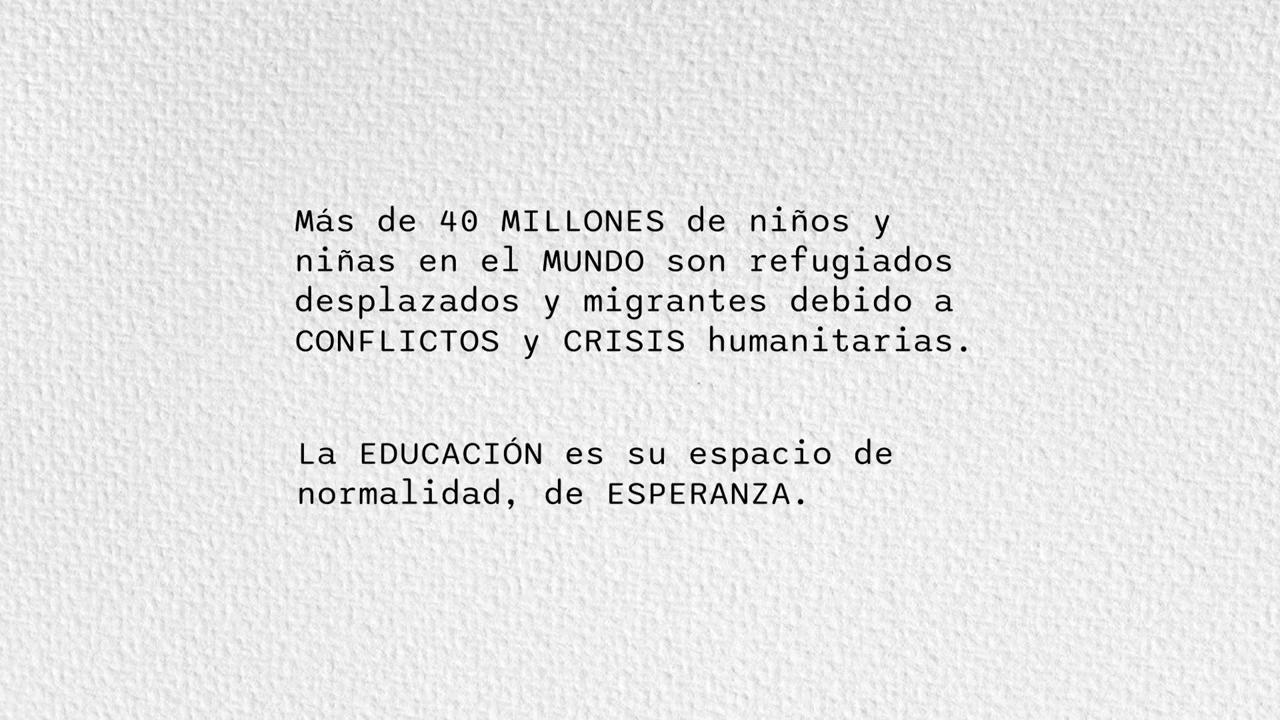 Más de 40 MILLONES de niños y
niñas en el MUNDO son refugiados
desplazados y migrantes debido a
CONFLICTOS y CRISIS humanitarias.
La EDUCACIÓN es su espacio de
normalidad, de ESPERANZA.